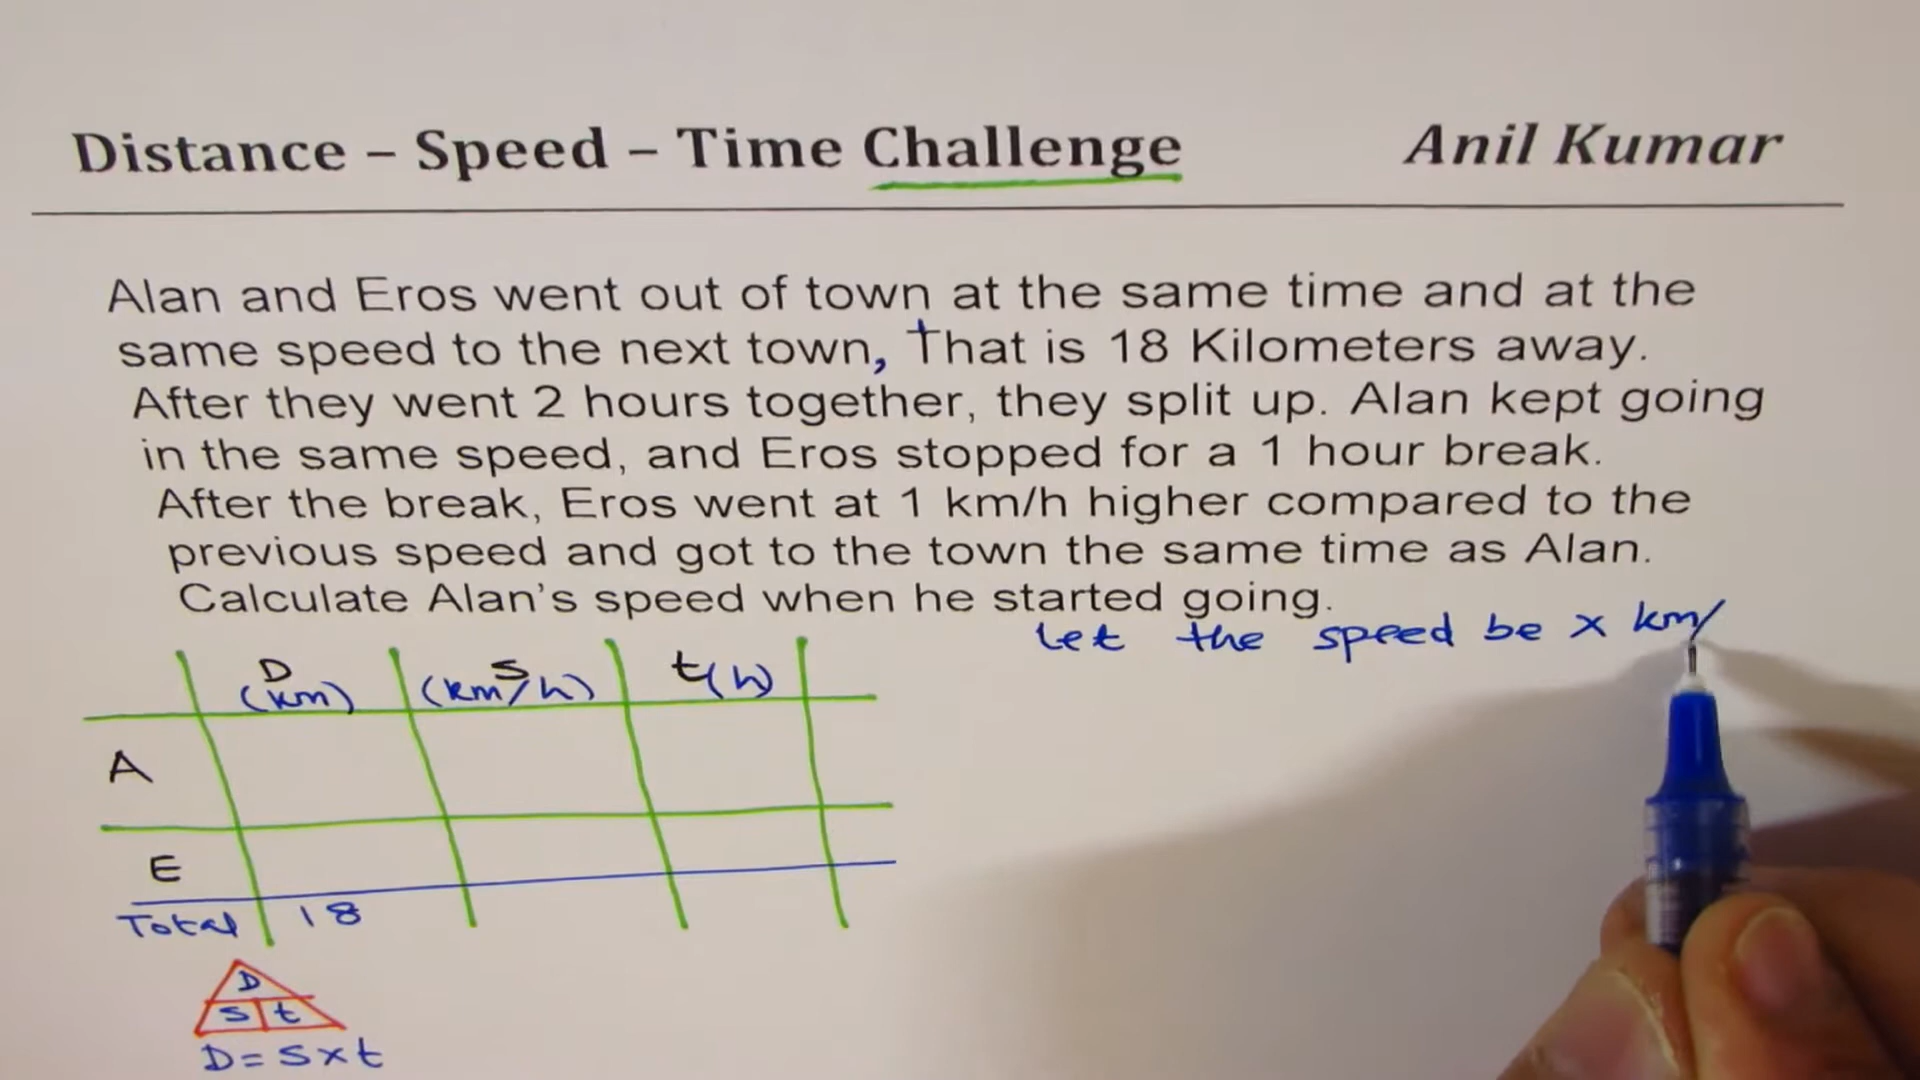 Distance – Speed – Time Challenge Anil Kumar
Alan and Eros went out of town at the same time and at the
same speed to the next town, That is 18 Kilometers away.
After they went 2 hours together, they split up. Alan kept going
in the same speed, and Eros stopped for a 1 hour break.
After the break, Eros went at 1 km/h higher compared to the
previous speed and got to the town the same time as Alan.
Calculate Alan's speed when he started going.
Let the speed be x km/
D S t(h)
(km) (km/h)
A
E
Total 18
D
S t
D = S x t